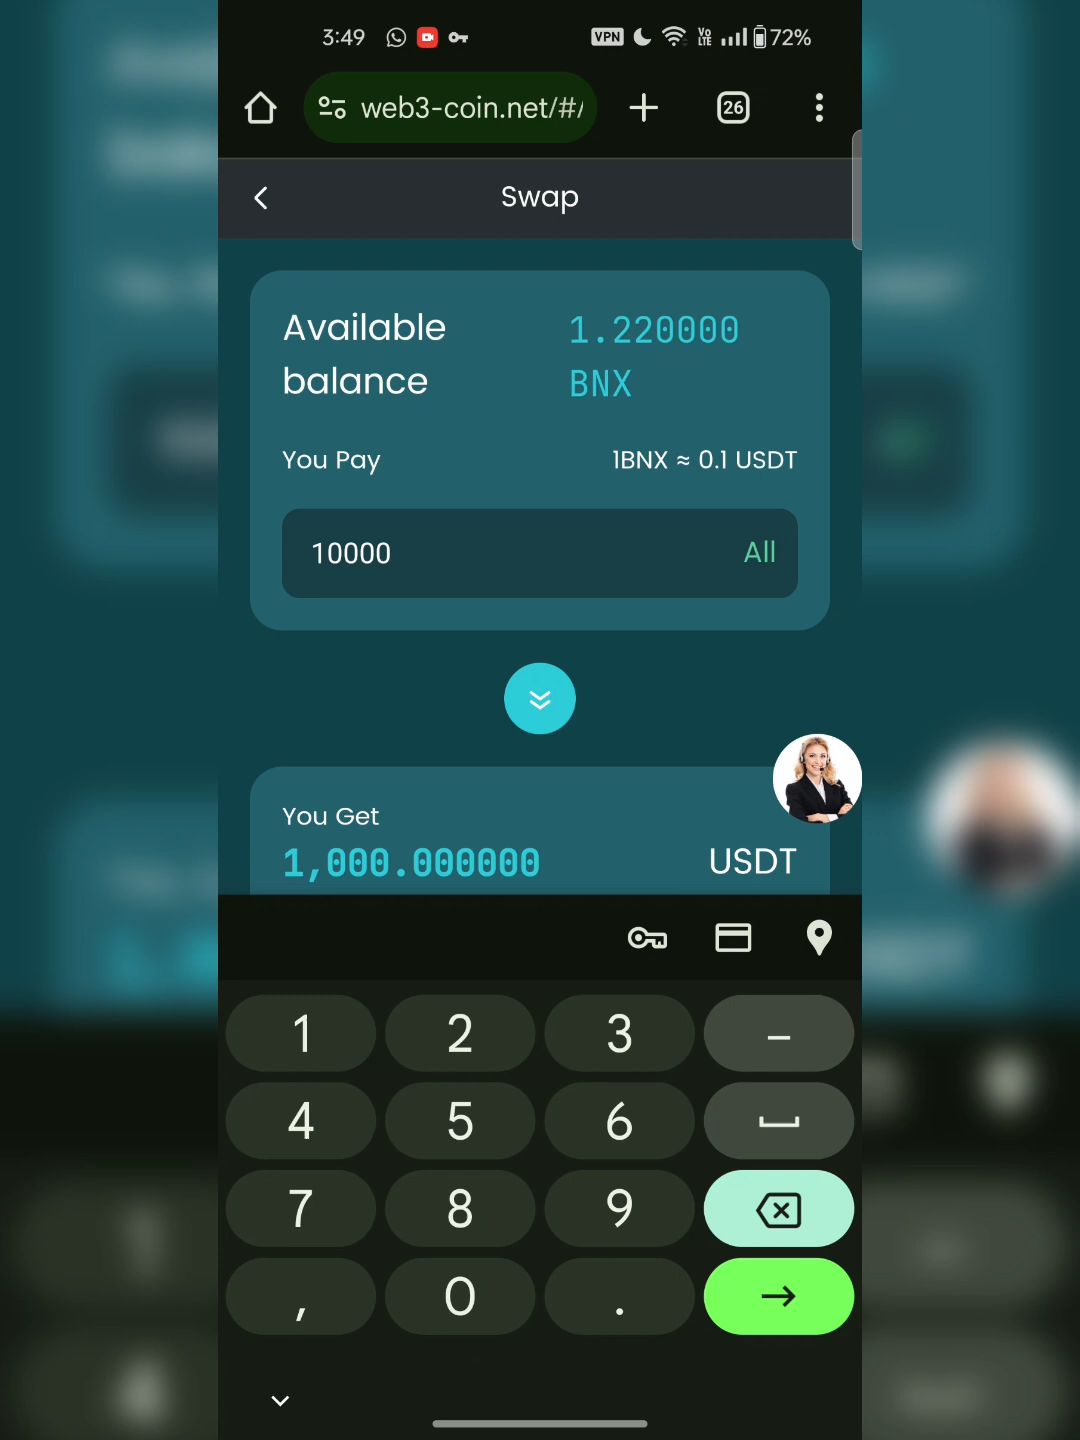 3:49 VPN Vo LTE 72%
web3-coin.net/#/ 26
Swap
Available balance
1.220000 BNX
You Pay 1BNX ≈ 0.1 USDT
10000 All
You Get
1,000.000000 USDT
1 2 3 –
4 5 6
7 8 9
, 0 .